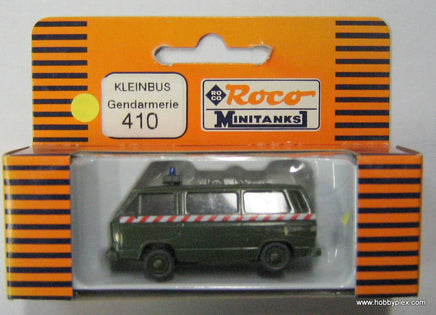 KLEINBUS
Gendarmerie
410
ROCO
Roco
MINITANKS
www.hobbyplex.com